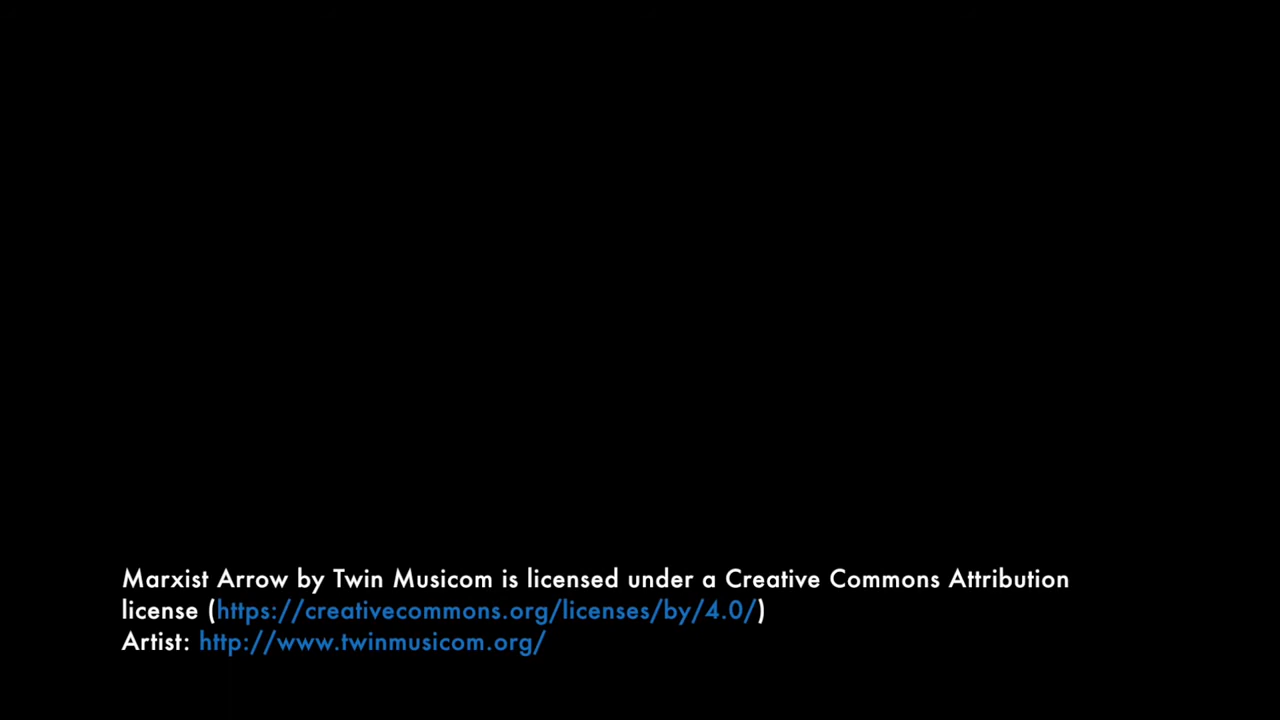 Marxist Arrow by Twin Musicom is licensed under a Creative Commons Attribution
license (https://creativecommons.org/licenses/by/4.0/)
Artist: http://www.twinmusicom.org/